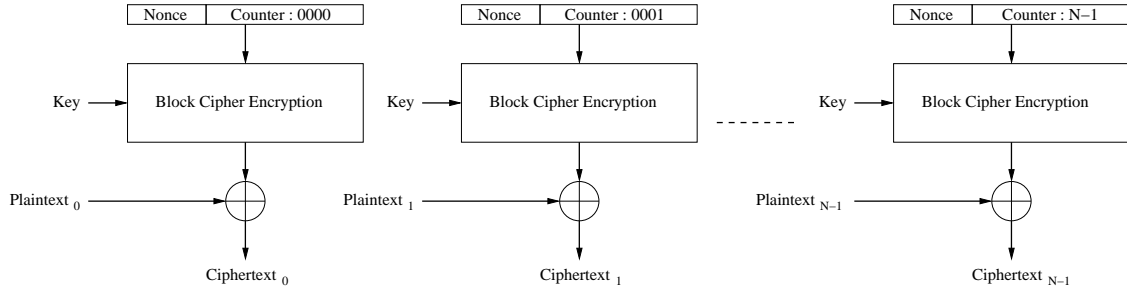 Nonce Counter : 0000 Nonce Counter : 0001 Nonce Counter : N−1
Key Block Cipher Encryption Key Block Cipher Encryption Key Block Cipher Encryption
Plaintext 0 Plaintext 1 Plaintext N−1
Ciphertext 0 Ciphertext 1 Ciphertext N−1